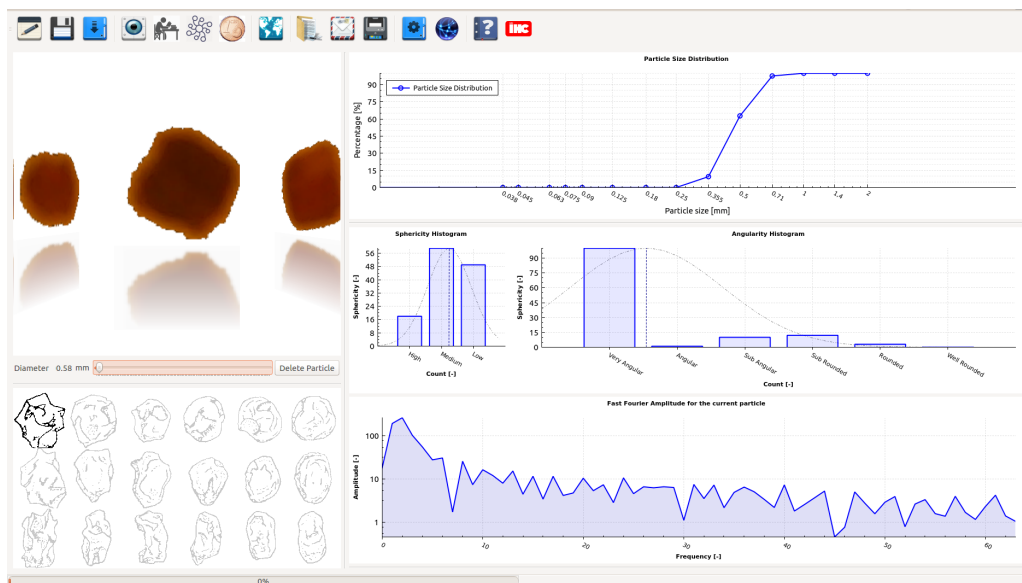 INC
Particle Size Distribution
Percentage [%]
90
75
60
45
30
15
0
Particle Size Distribution
0.038 0.045 0.063 0.075 0.09 0.125 0.18 0.25 0.355 0.5 0.71 1 1.4 2
Particle size [mm]
Sphericity Histogram
Sphericity [-]
56
48
40
32
24
16
8
0
High Medium Low
Count [-]
Angularity Histogram
Sphericity [-]
90
75
60
45
30
15
0
Very Angular Angular Sub Angular Sub Rounded Rounded Well Rounded
Count [-]
Diameter 0.58 mm Delete Particle
Fast Fourier Amplitude for the current particle
Amplitude [-]
100
10
1
0 10 20 30 40 50 60
Frequency [-]
0%